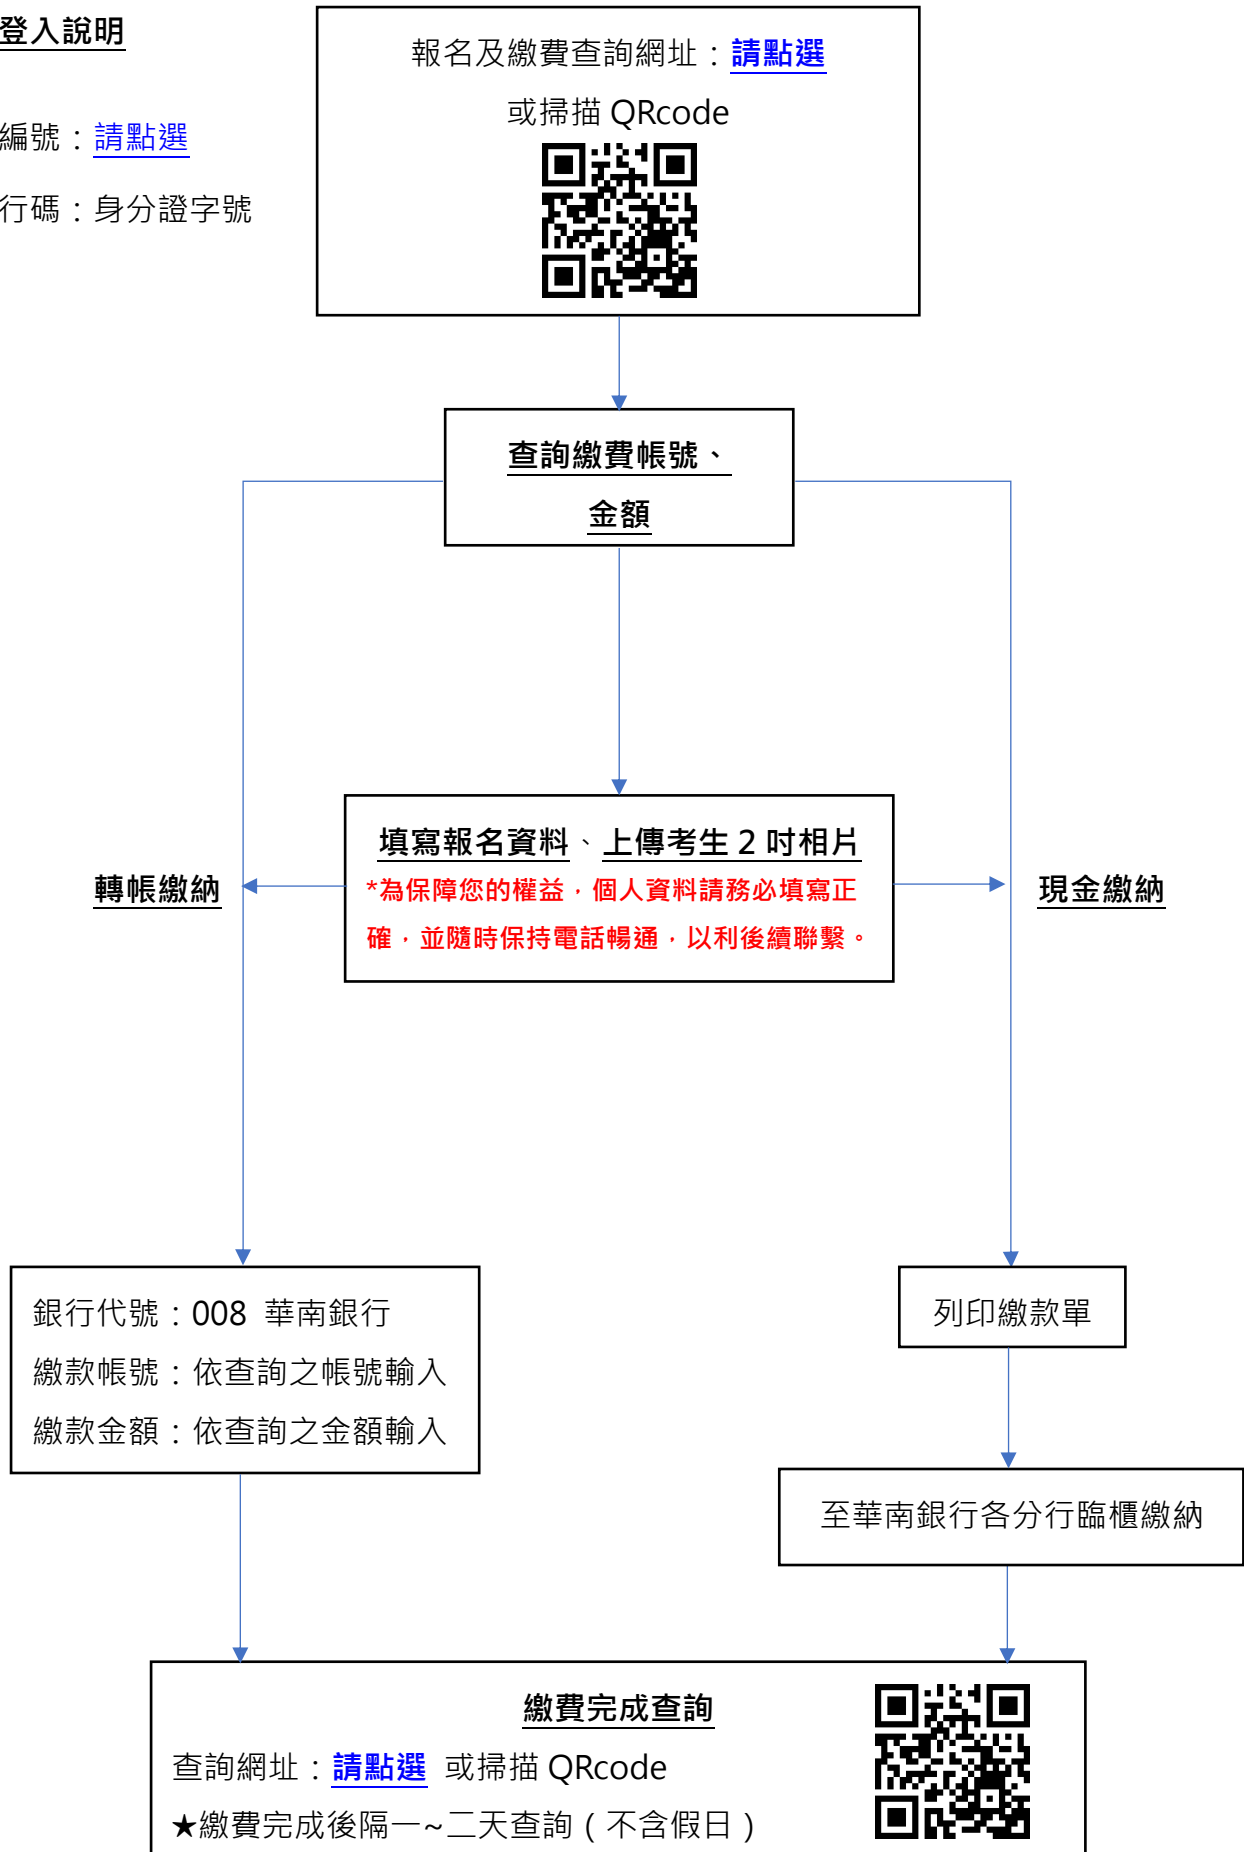 登入說明
編號：請點選
行碼：身分證字號
報名及繳費查詢網址：請點選
或掃描 QRcode
查詢繳費帳號、
金額
填寫報名資料、上傳考生 2 吋相片
*為保障您的權益，個人資料請務必填寫正
確，並隨時保持電話暢通，以利後續聯繫。
轉帳繳納
現金繳納
銀行代號：008 華南銀行
繳款帳號：依查詢之帳號輸入
繳款金額：依查詢之金額輸入
列印繳款單
至華南銀行各分行臨櫃繳納
繳費完成查詢
查詢網址：請點選 或掃描 QRcode
★繳費完成後隔一~二天查詢（不含假日）